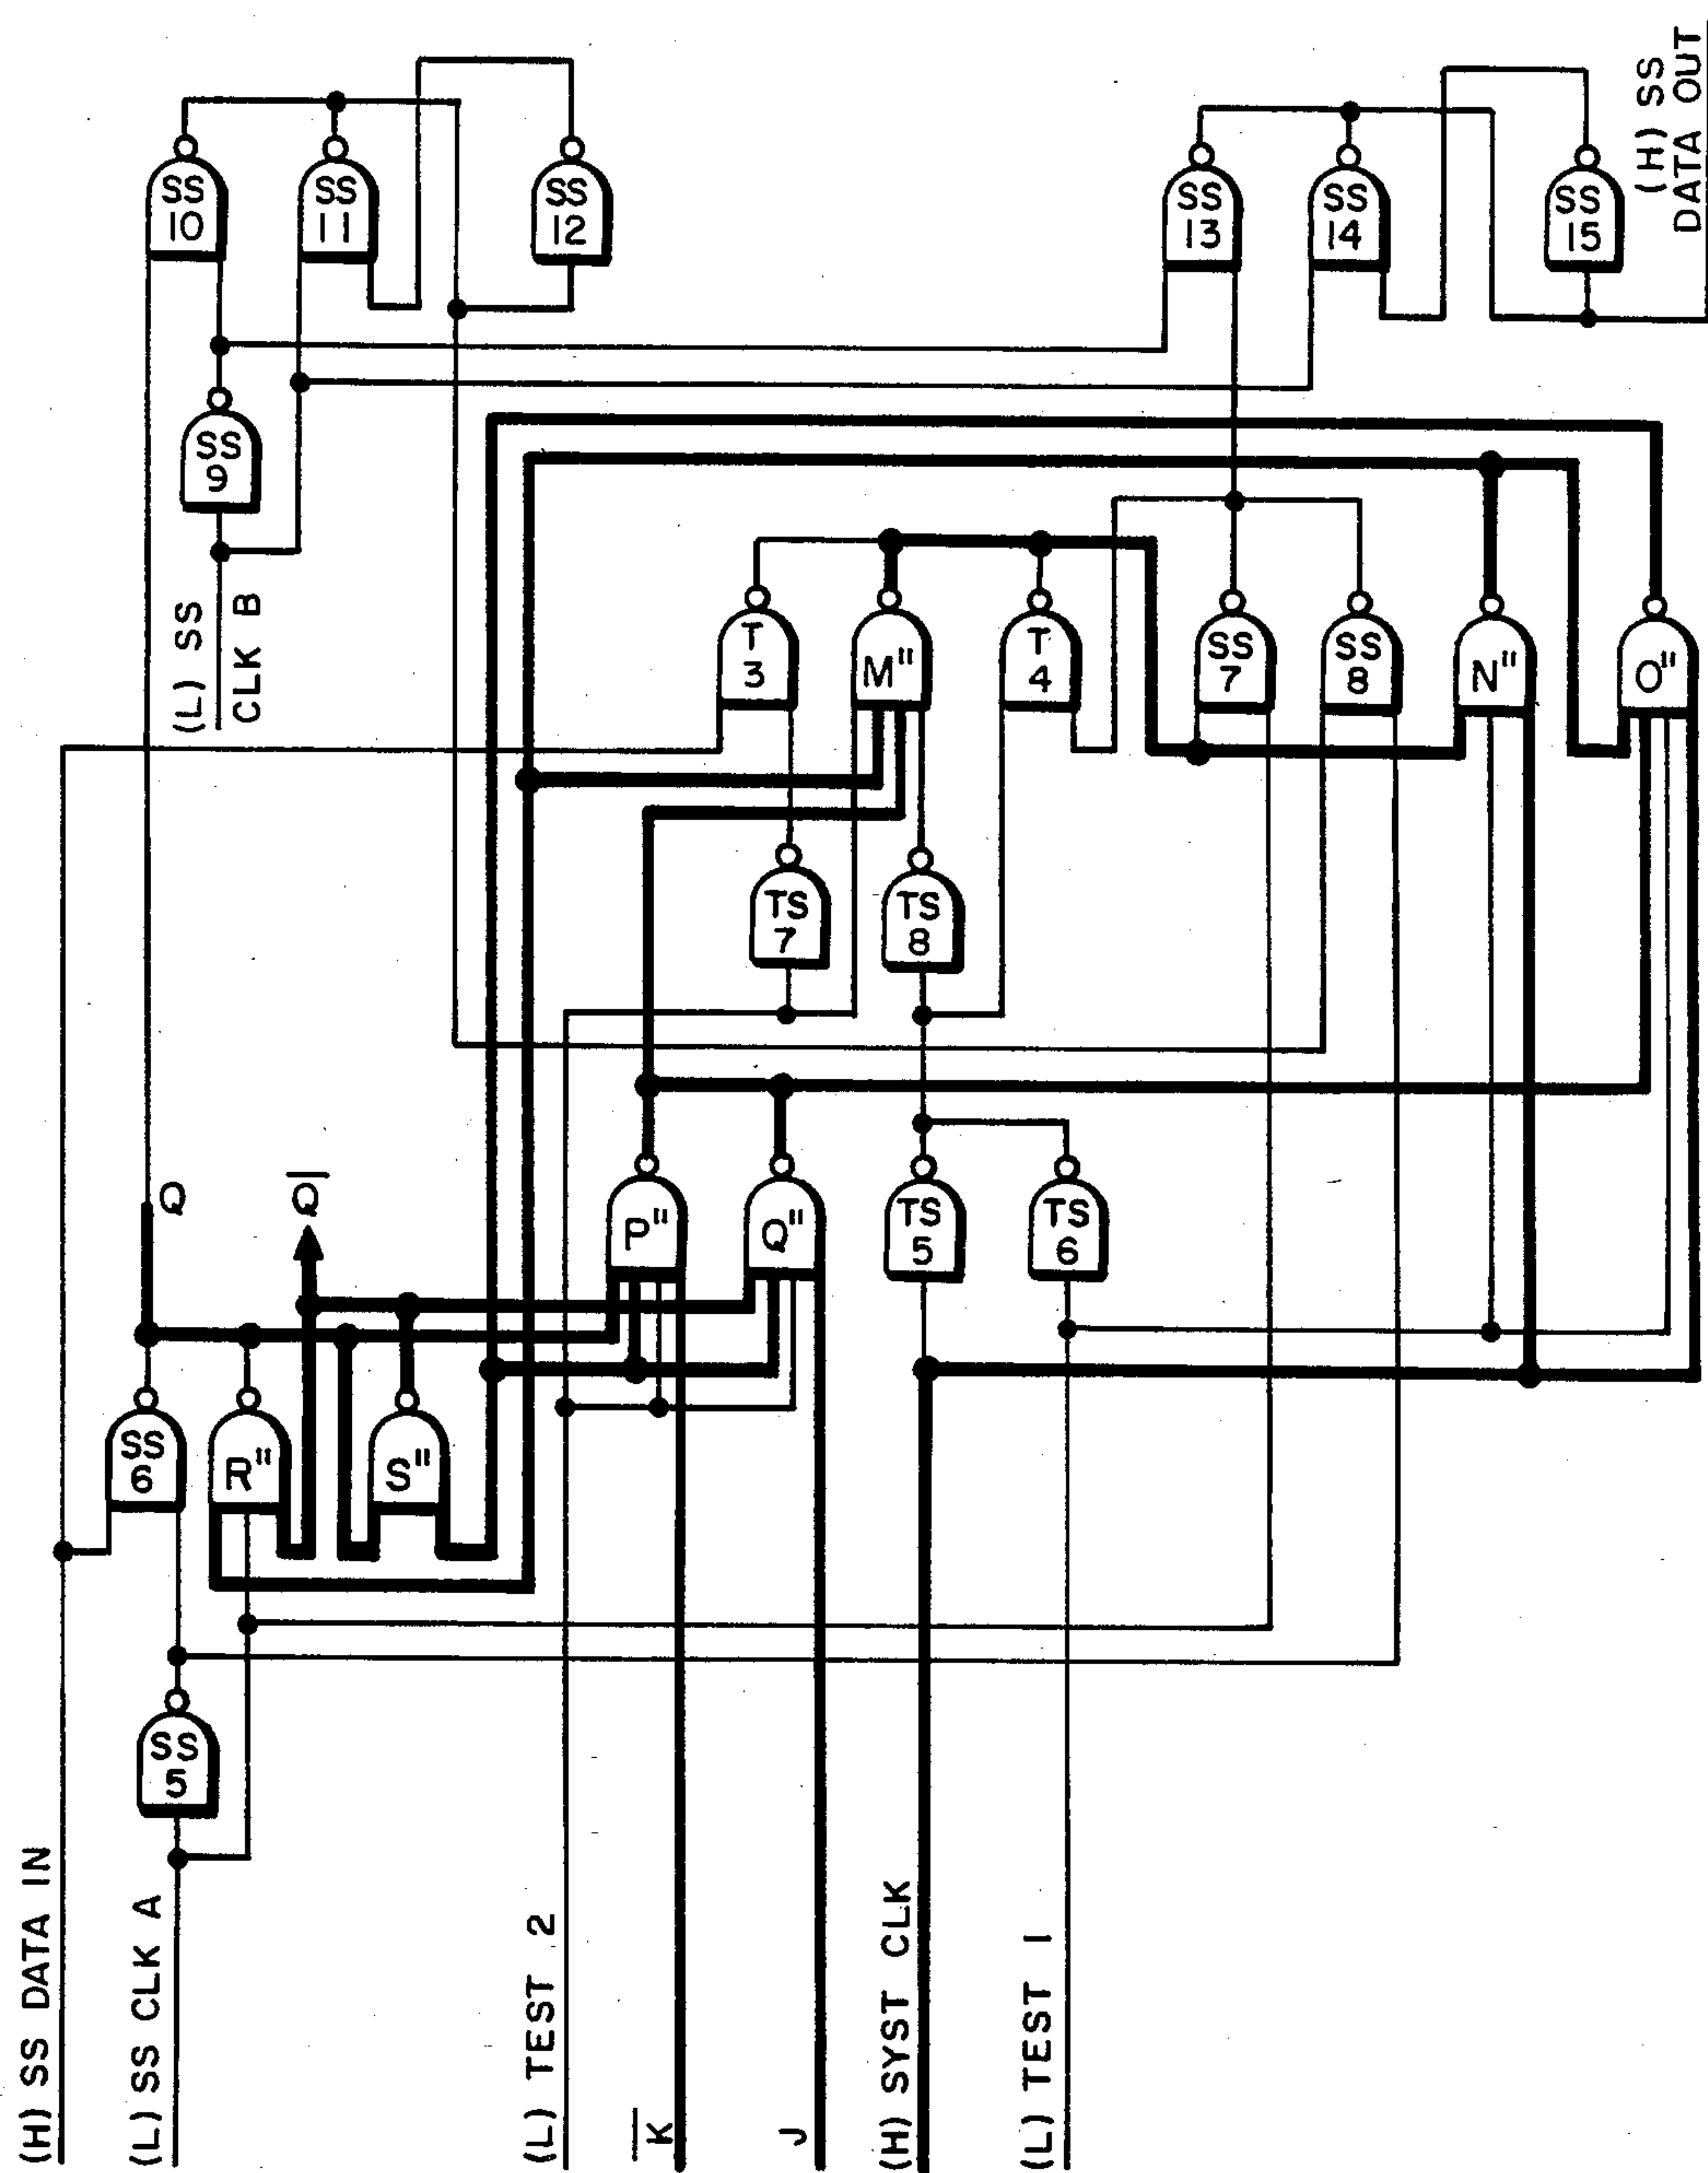 (H) SS DATA IN
(L) SS CLK A
(L) TEST 2
K
J
(H) SYST CLK
(L) TEST 1
SS 5
SS 6
R"
S"
Q
Q
P"
Q"
TS 5
TS 6
TS 7
TS 8
T 3
M"
T 4
SS 7
SS 8
N"
O"
(L) SS
CLK B
SS 9
SS 10
SS 11
SS 12
SS 13
SS 14
SS 15
(H) SS
DATA OUT